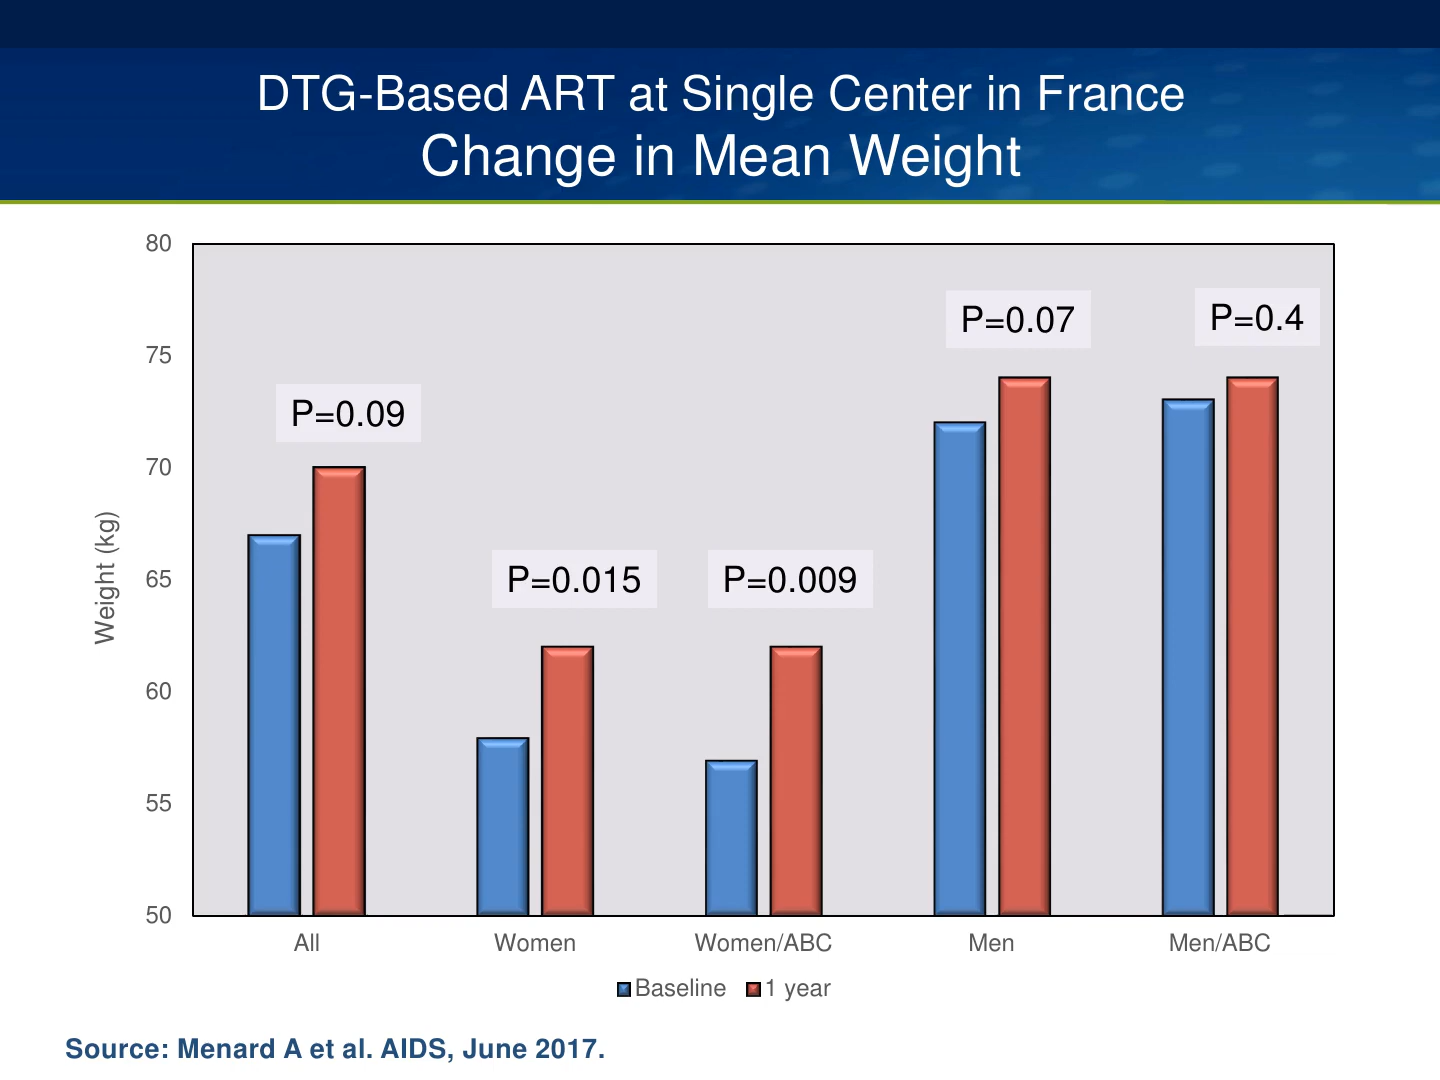 DTG-Based ART at Single Center in France
Change in Mean Weight
80
75
70
65
60
55
50
Weight (kg)
P=0.09
P=0.015
P=0.009
P=0.07
P=0.4
All
Women
Women/ABC
Men
Men/ABC
Baseline
1 year
Source: Menard A et al. AIDS, June 2017.